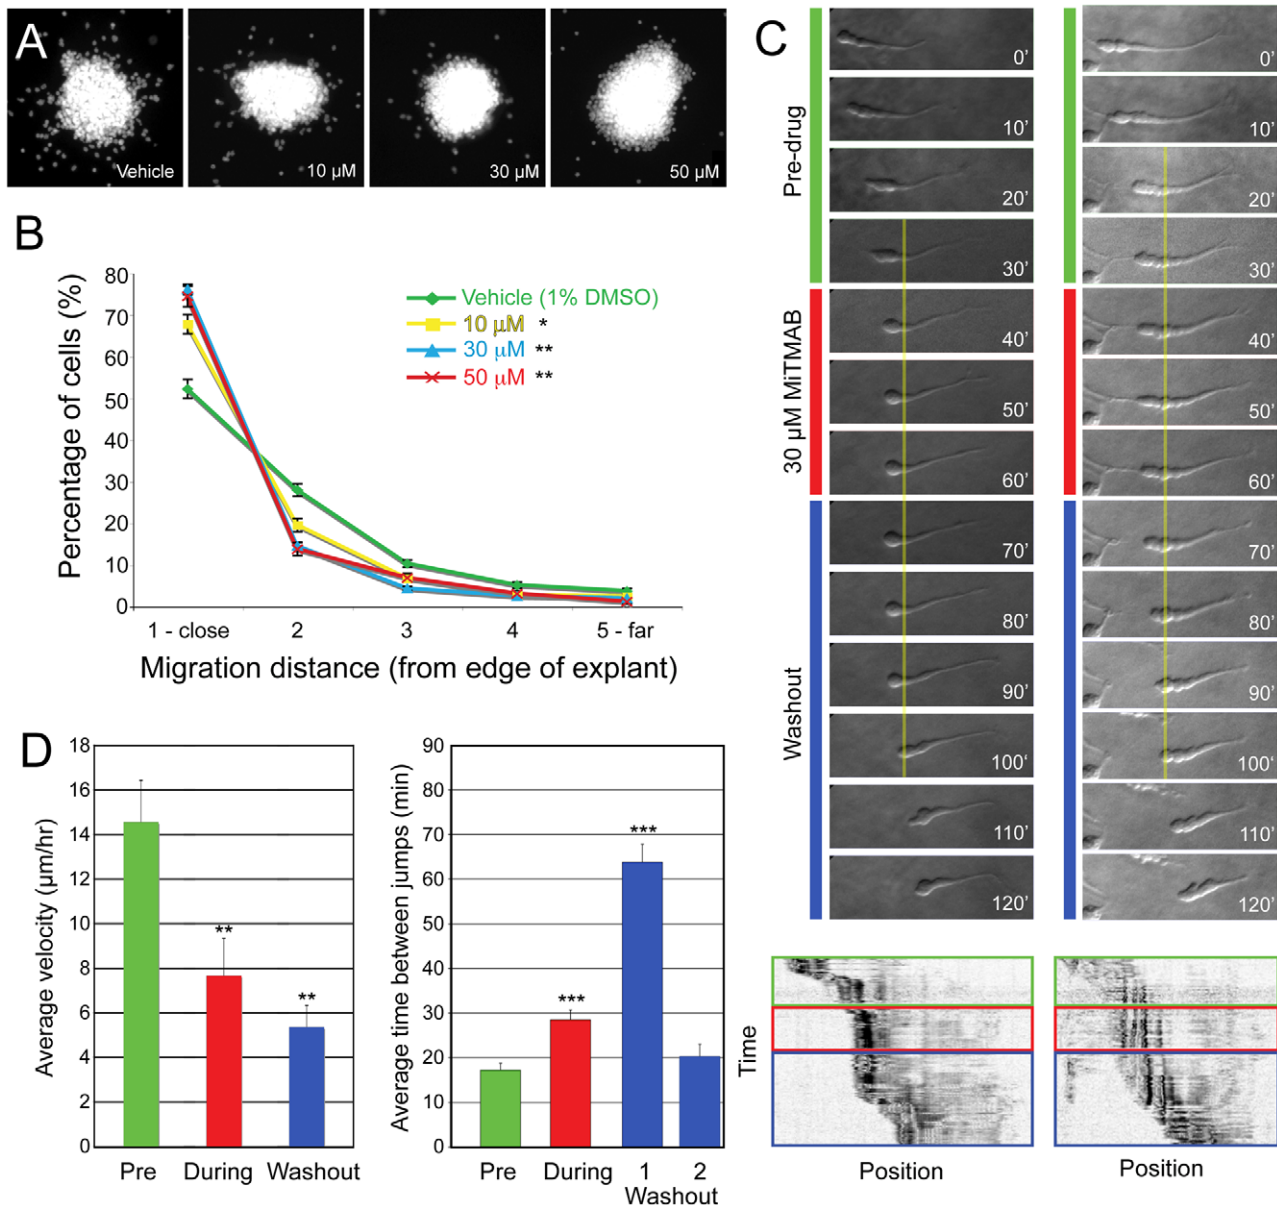 A
Vehicle
10 µM
30 µM
50 µM
B
Percentage of cells (%)
80
70
60
50
40
30
20
10
0
Vehicle (1% DMSO)
10 µM *
30 µM **
50 µM **
1 - close 2 3 4 5 - far
Migration distance (from edge of explant)
C
Pre-drug
30 µM MiTMAB
Washout
0' 0'
10' 10'
20' 20'
30' 30'
40' 40'
50' 50'
60' 60'
70' 70'
80' 80'
90' 90'
100' 100'
110' 110'
120' 120'
Time
Position Position
D
Average velocity (µm/hr)
18
16
14
12
10
8
6
4
2
0
**
**
Pre During Washout
Average time between jumps (min)
90
80
70
60
50
40
30
20
10
0
***
***
Pre During 1 2
Washout